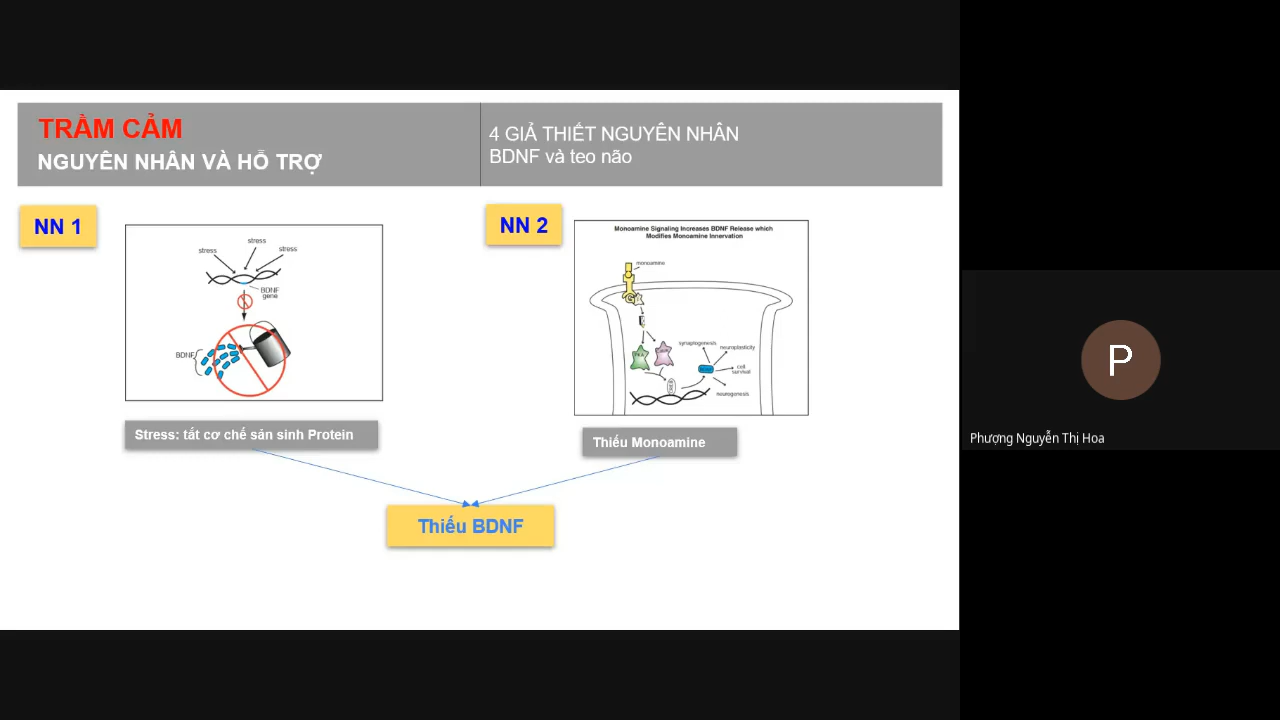 TRẦM CẢM
NGUYÊN NHÂN VÀ HỖ TRỢ
4 GIẢ THIẾT NGUYÊN NHÂN
BDNF và teo não
NN 1
stress
stress
stress
BDNF
gene
BDNF
Stress: tắt cơ chế sản sinh Protein
NN 2
Monoamine Signaling Increases BDNF Release which
Modifies Monoamine Innervation
monoamine
G
synaptogenesis
neuroplasticity
cell
survival
BDNF
neurogenesis
Thiếu Monoamine
Thiếu BDNF
P
Phượng Nguyễn Thị Hoa